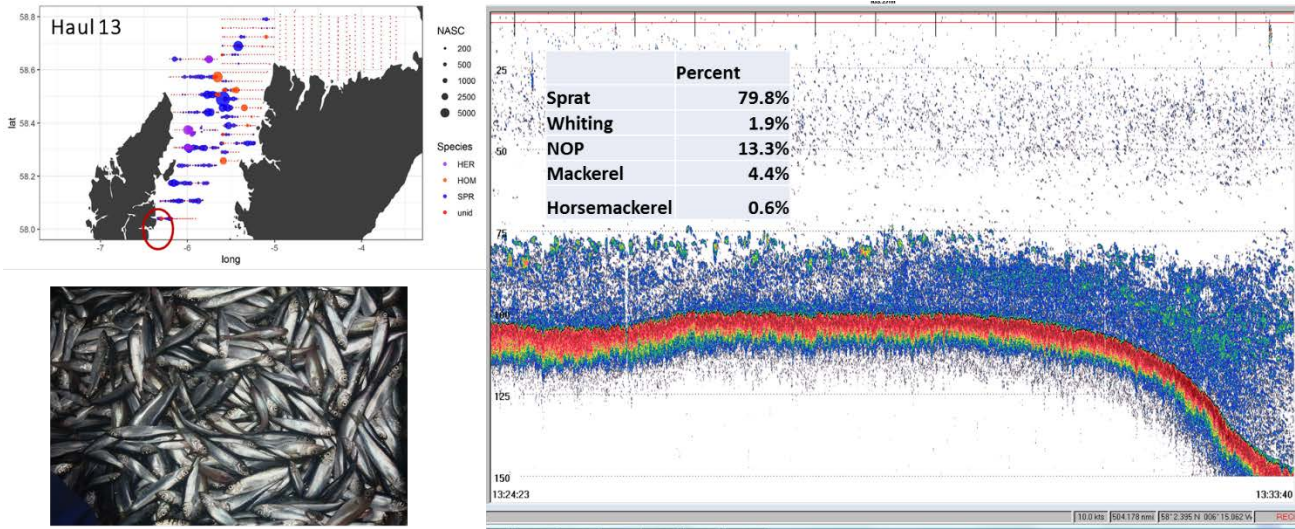 Haul 13
58.8
58.6
58.4
58.2
58.0
lat
-7
-6
-5
-4
long
NASC
200
500
1000
2500
5000
Species
HER
HOM
SPR
unid
Percent
Sprat 79.8%
Whiting 1.9%
NOP 13.3%
Mackerel 4.4%
Horsemackerel 0.6%
25
50
75
100
125
150
13:24:23
13:33:40
10.0 kts 504.178 nmi 58° 2.395 N 006° 15.062 W